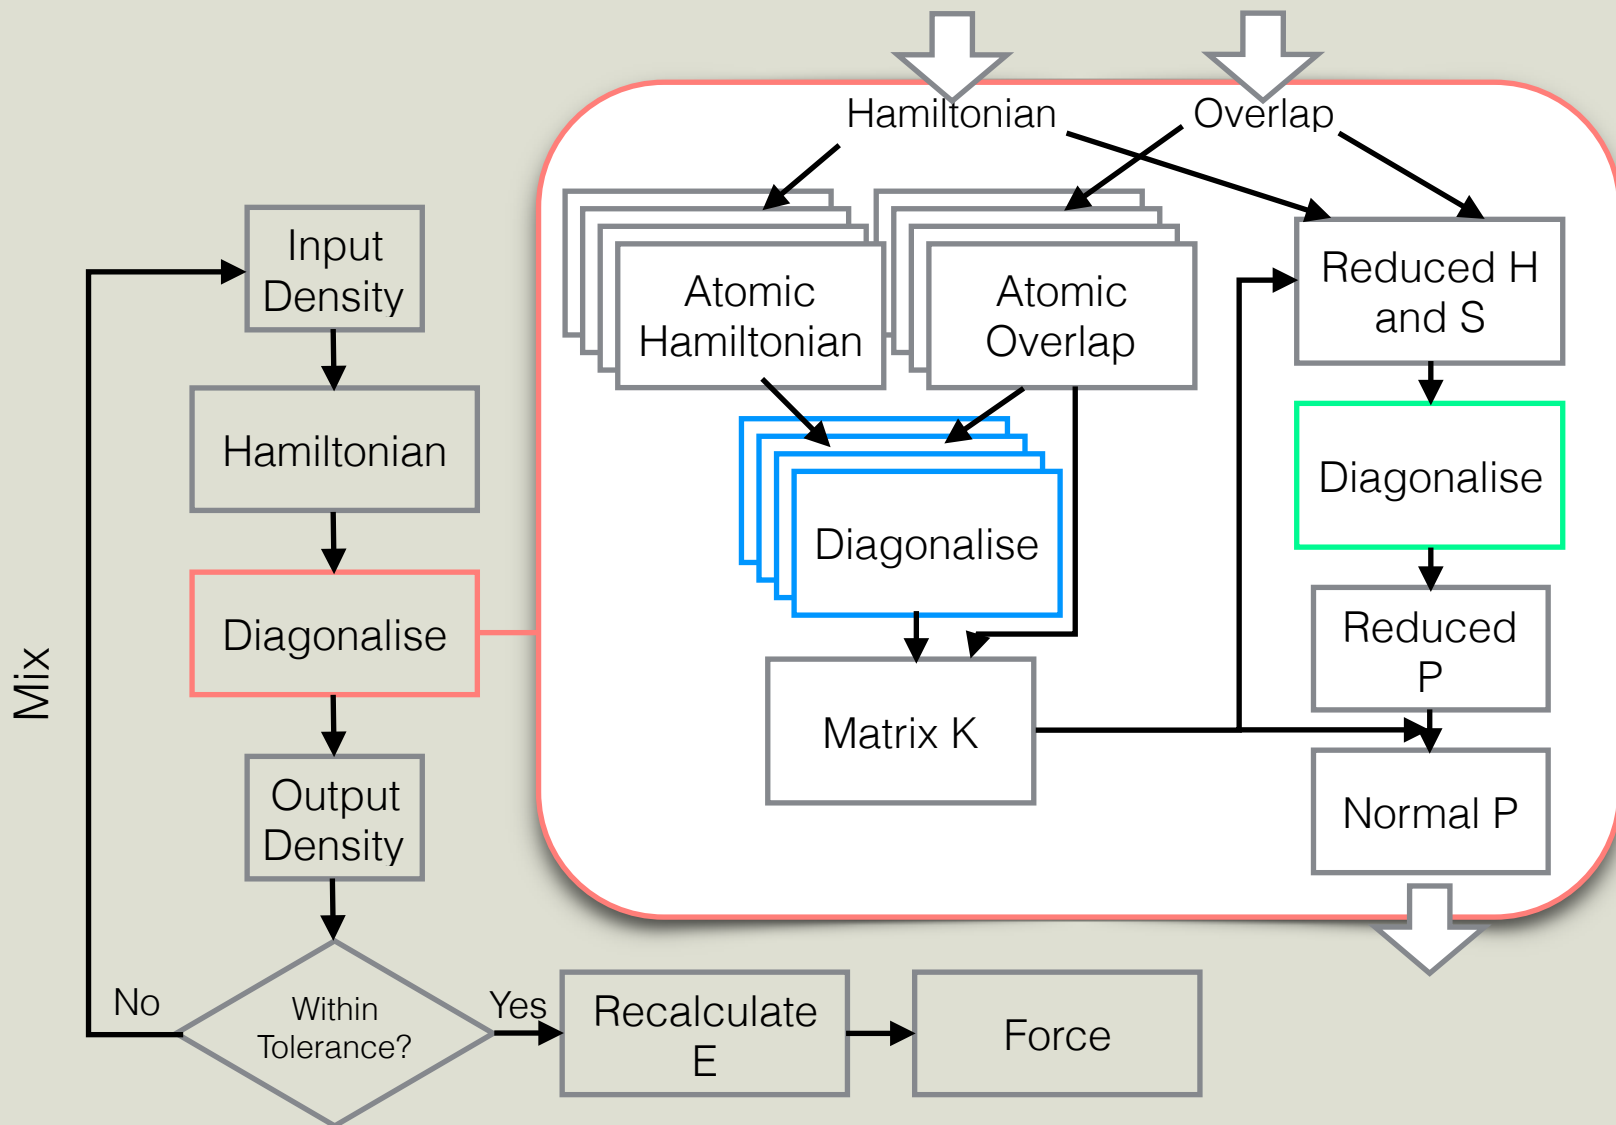 Hamiltonian
Overlap
Input
Density
Hamiltonian
Diagonalise
Output
Density
Within
Tolerance?
No
Yes
Mix
Recalculate
E
Force
Atomic
Hamiltonian
Atomic
Overlap
Diagonalise
Matrix K
Reduced H
and S
Diagonalise
Reduced
P
Normal P